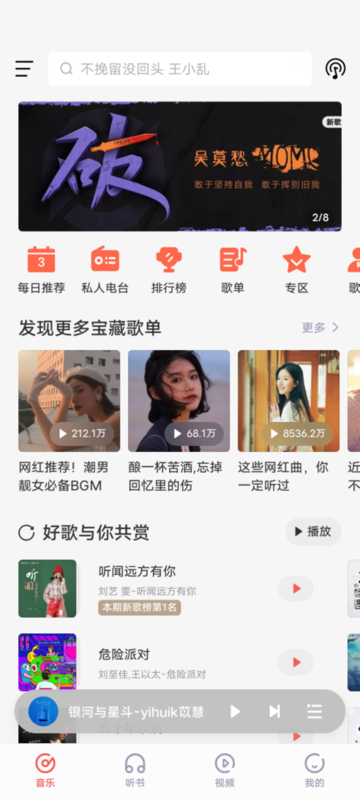 不挽留没回头 王小乱
新歌
破
吴莫愁 MOMO
敢于坚持自我 敢于挥别旧我
2/8
3
每日推荐 私人电台 排行榜 歌单 专区 歌
发现更多宝藏歌单
更多
212.1万 68.1万 8536.2万
网红推荐！潮男靓女必备BGM
酿一杯苦酒,忘掉回忆里的伤
这些网红曲，你一定听过
近
不
好歌与你共赏
播放
听闻远方有你
刘艺雯-听闻远方有你
本期新歌榜第1名
危险派对
刘至佳,王以太-危险派对
银河与星斗-yihuik苡慧
音乐 听书 视频 我的